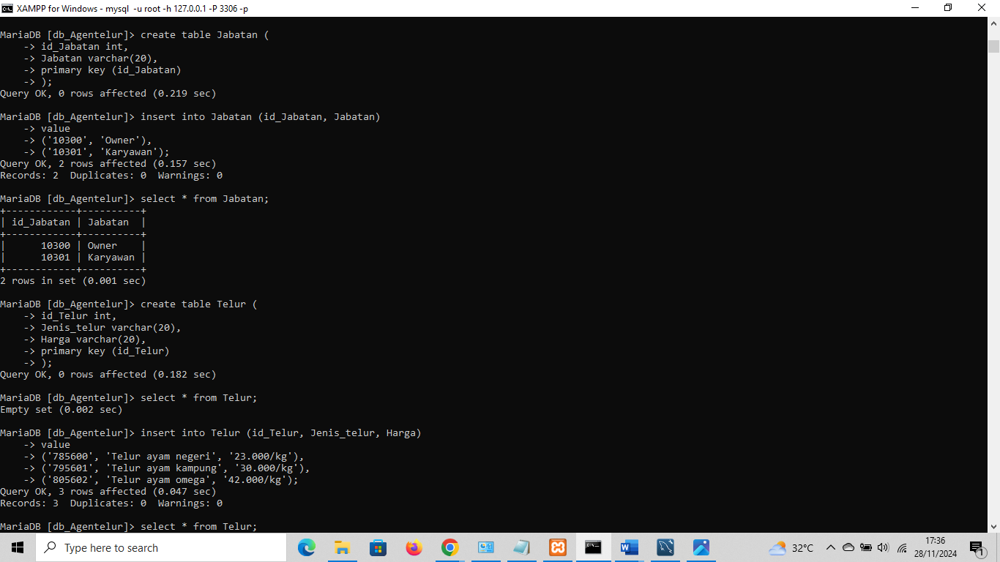 XAMPP for Windows - mysql -u root -h 127.0.0.1 -P 3306 -p
MariaDB [db_Agentelur]> create table Jabatan (
    -> id_Jabatan int,
    -> Jabatan varchar(20),
    -> primary key (id_Jabatan)
    -> );
Query OK, 0 rows affected (0.219 sec)
MariaDB [db_Agentelur]> insert into Jabatan (id_Jabatan, Jabatan)
    -> value
    -> ('10300', 'Owner'),
    -> ('10301', 'Karyawan');
Query OK, 2 rows affected (0.157 sec)
Records: 2  Duplicates: 0  Warnings: 0
MariaDB [db_Agentelur]> select * from Jabatan;
+------------+----------+
| id_Jabatan | Jabatan  |
+------------+----------+
|      10300 | Owner    |
|      10301 | Karyawan |
+------------+----------+
2 rows in set (0.001 sec)
MariaDB [db_Agentelur]> create table Telur (
    -> id_Telur int,
    -> Jenis_telur varchar(20),
    -> Harga varchar(20),
    -> primary key (id_Telur)
    -> );
Query OK, 0 rows affected (0.182 sec)
MariaDB [db_Agentelur]> select * from Telur;
Empty set (0.002 sec)
MariaDB [db_Agentelur]> insert into Telur (id_Telur, Jenis_telur, Harga)
    -> value
    -> ('785600', 'Telur ayam negeri', '23.000/kg'),
    -> ('795601', 'Telur ayam kampung', '30.000/kg'),
    -> ('805602', 'Telur ayam omega', '42.000/kg');
Query OK, 3 rows affected (0.047 sec)
Records: 3  Duplicates: 0  Warnings: 0
MariaDB [db_Agentelur]> select * from Telur;
Type here to search
32°C
17:36
28/11/2024
1